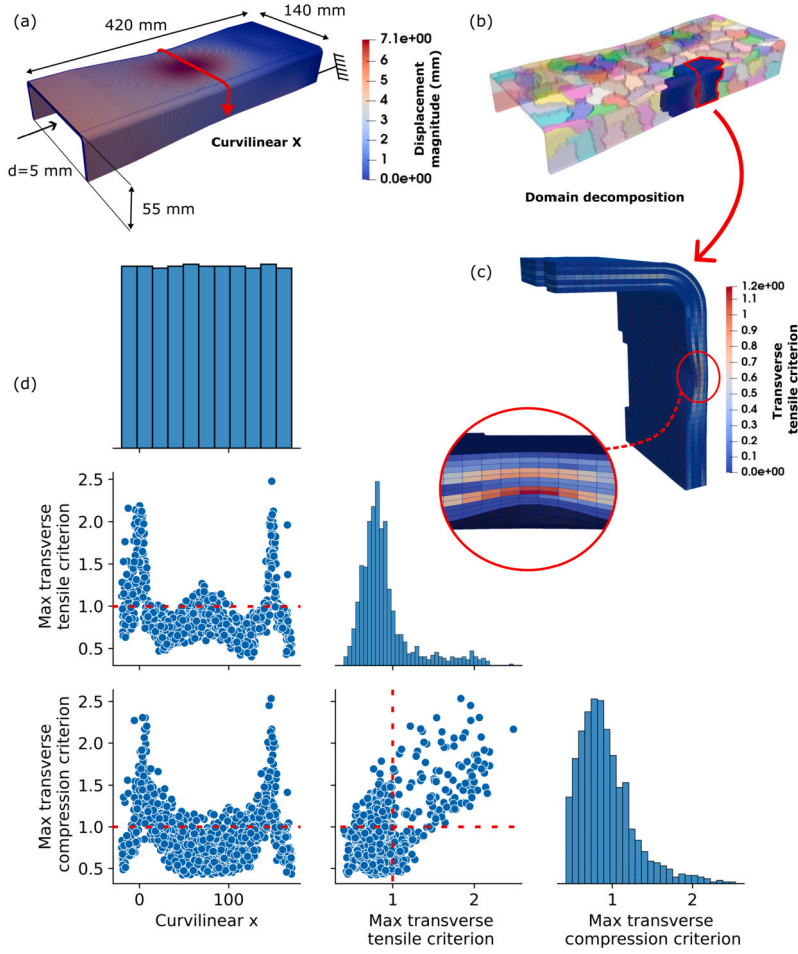 (a)
420 mm
140 mm
7.1e+00
6
5
4
3
2
1
0.0e+00
Displacement
magnitude (mm)
Curvilinear X
d=5 mm
55 mm
(b)
Domain decomposition
(c)
1.2e+00
1.1
1
0.9
0.8
0.7
0.6
0.5
0.4
0.3
0.2
0.1
0.0e+00
Transverse
tensile criterion
(d)
2.5
2.0
1.5
1.0
0.5
Max transverse
tensile criterion
2.5
2.0
1.5
1.0
0.5
Max transverse
compression criterion
0
100
Curvilinear x
1
2
Max transverse
tensile criterion
1
2
Max transverse
compression criterion